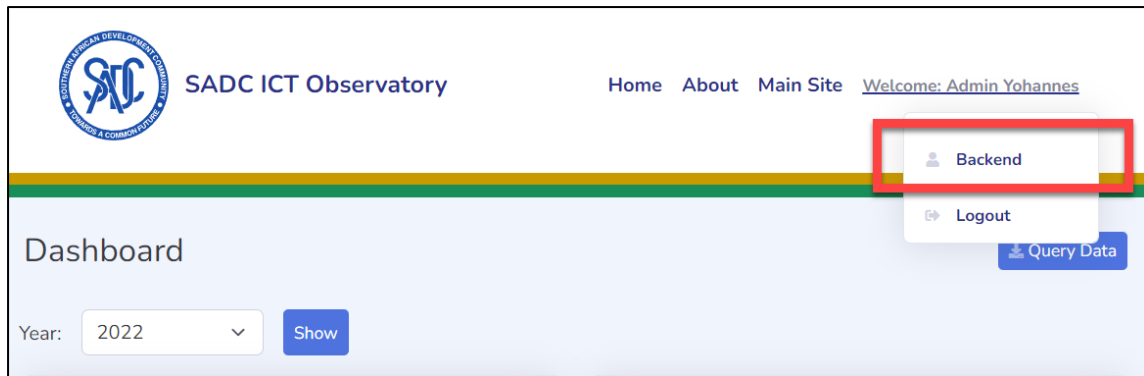 SOUTHERN AFRICAN DEVELOPMENT COMMUNITY
SADC
TOWARDS A COMMON FUTURE
SADC ICT Observatory
Home About Main Site Welcome: Admin Yohannes
Backend
Logout
Dashboard
Query Data
Year: 2022 Show